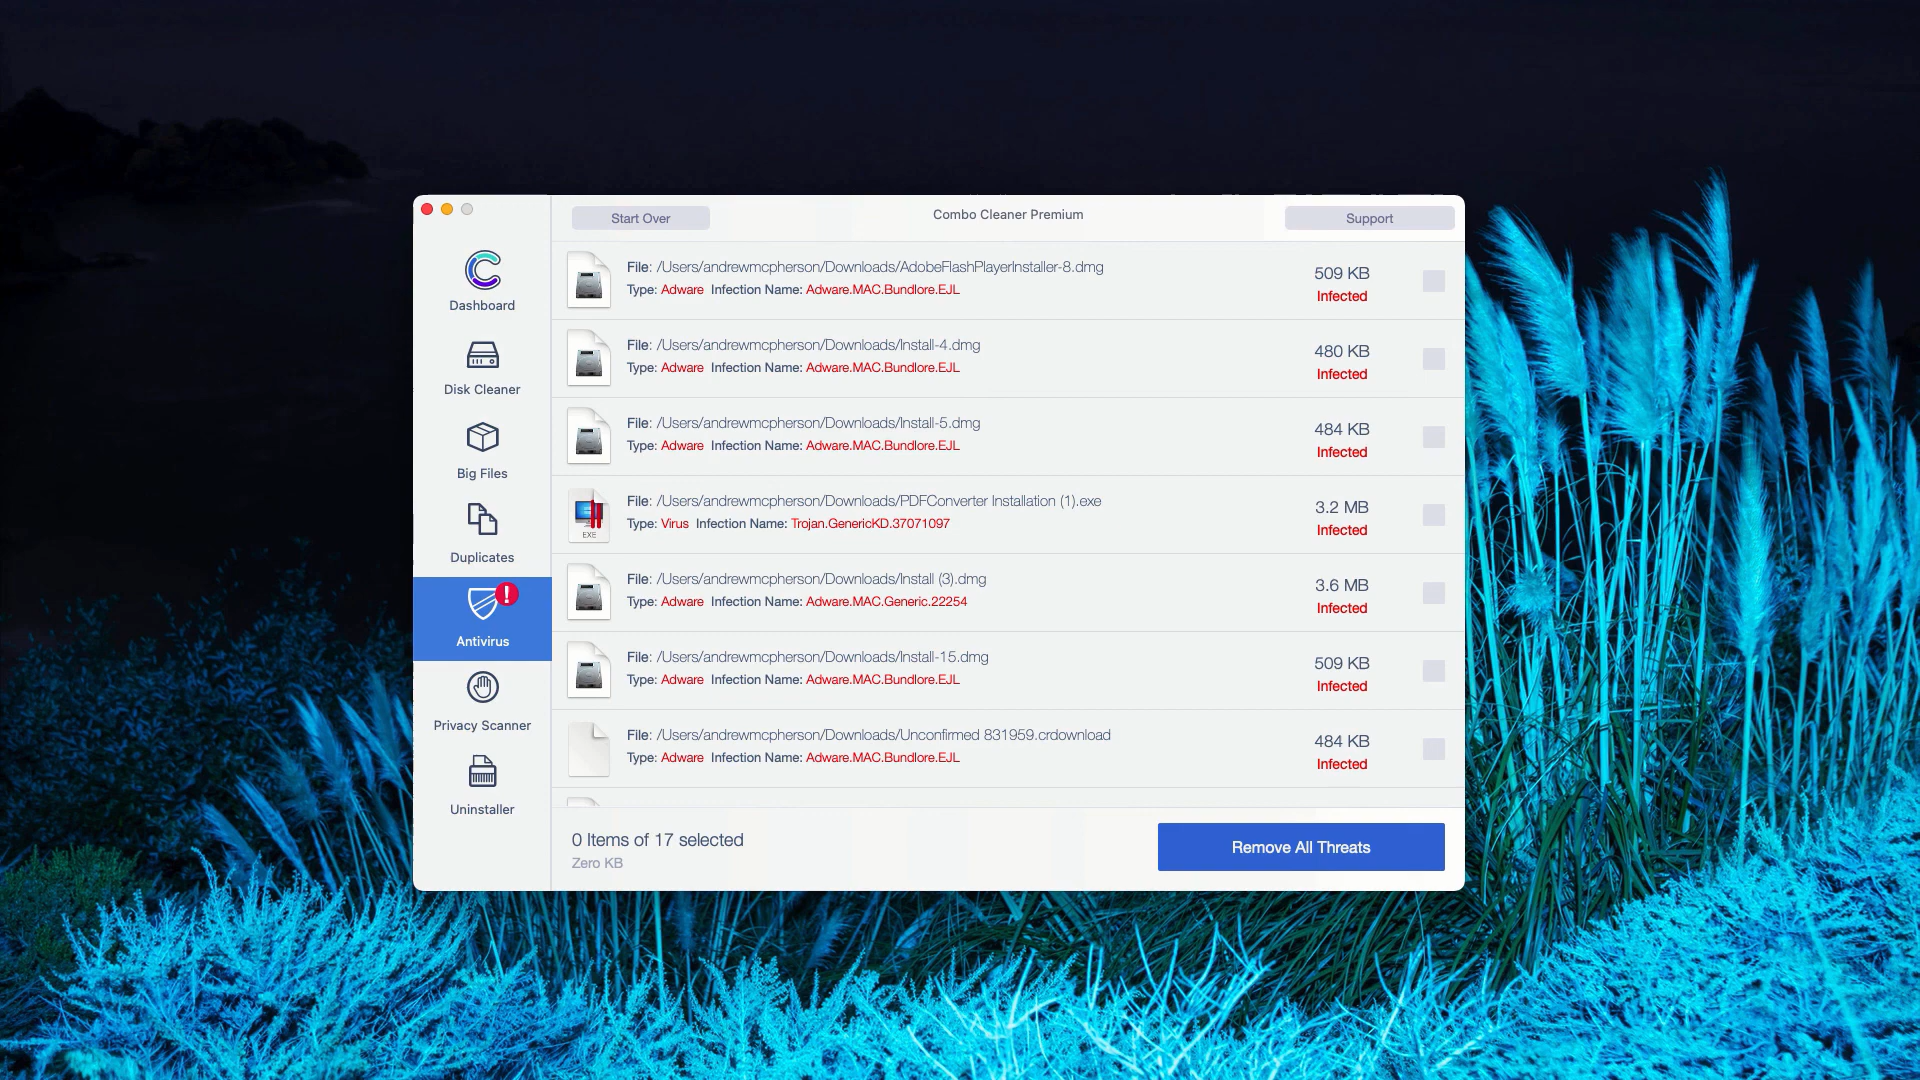 Start Over
Combo Cleaner Premium
Support
Dashboard
Disk Cleaner
Big Files
Duplicates
!
Antivirus
Privacy Scanner
Uninstaller
File: /Users/andrewmcpherson/Downloads/AdobeFlashPlayerInstaller-8.dmg
Type: Adware Infection Name: Adware.MAC.Bundlore.EJL
509 KB
Infected
File: /Users/andrewmcpherson/Downloads/Install-4.dmg
Type: Adware Infection Name: Adware.MAC.Bundlore.EJL
480 KB
Infected
File: /Users/andrewmcpherson/Downloads/Install-5.dmg
Type: Adware Infection Name: Adware.MAC.Bundlore.EJL
484 KB
Infected
EXE
File: /Users/andrewmcpherson/Downloads/PDFConverter Installation (1).exe
Type: Virus Infection Name: Trojan.GenericKD.37071097
3.2 MB
Infected
File: /Users/andrewmcpherson/Downloads/Install (3).dmg
Type: Adware Infection Name: Adware.MAC.Generic.22254
3.6 MB
Infected
File: /Users/andrewmcpherson/Downloads/Install-15.dmg
Type: Adware Infection Name: Adware.MAC.Bundlore.EJL
509 KB
Infected
File: /Users/andrewmcpherson/Downloads/Unconfirmed 831959.crdownload
Type: Adware Infection Name: Adware.MAC.Bundlore.EJL
484 KB
Infected
0 Items of 17 selected
Zero KB
Remove All Threats